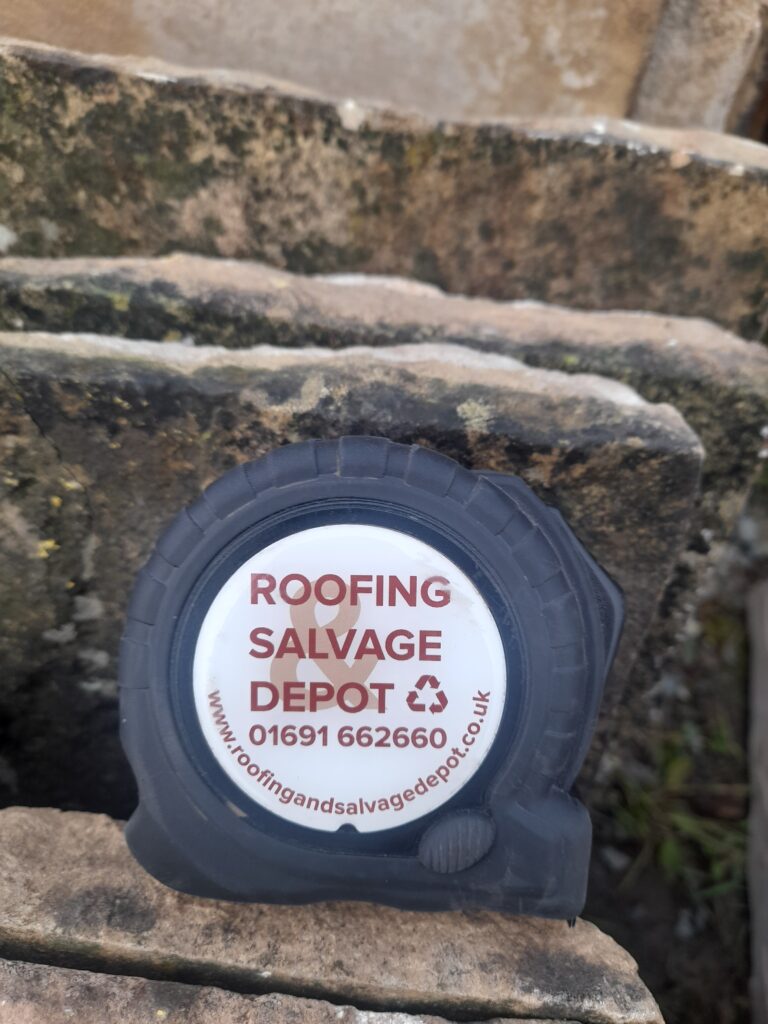 ROOFING
&
SALVAGE
DEPOT
01691 662660
www.roofingandsalvagedepot.co.uk